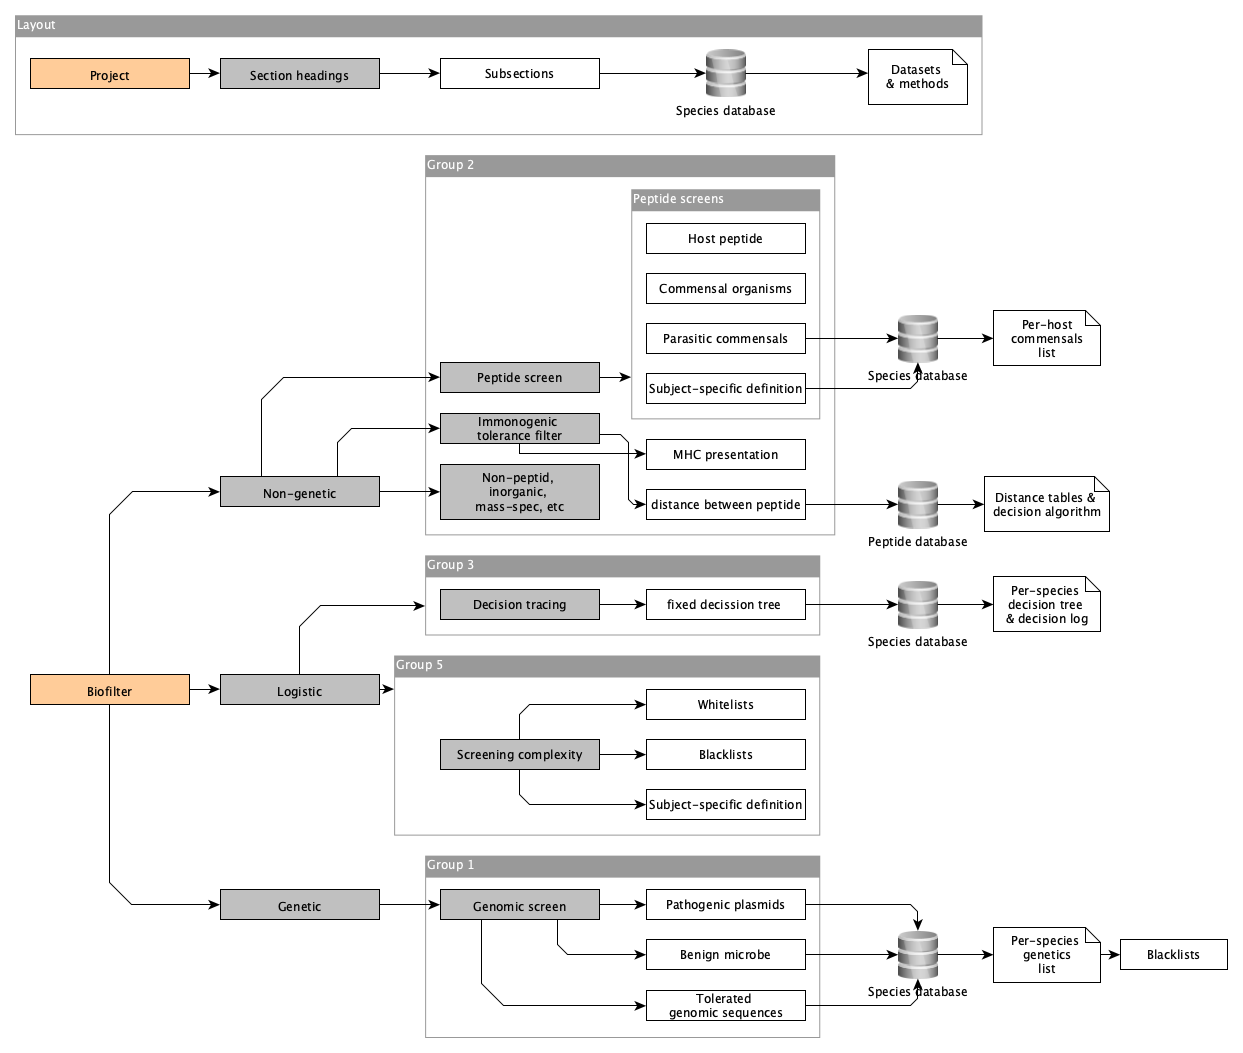 Layout
Project
Section headings
Subsections
Species database
Datasets
& methods
Group 2
Peptide screens
Host peptide
Commensal organisms
Parasitic commensals
Subject-specific definition
Species database
Per-host
commensals
list
Peptide screen
Immonogenic
tolerance filter
MHC presentation
Non-genetic
Non-peptid,
inorganic,
mass-spec, etc
distance between peptide
Peptide database
Distance tables &
decision algorithm
Group 3
Decision tracing
fixed decission tree
Species database
Per-species
decision tree
& decision log
Biofilter
Logistic
Group 5
Whitelists
Screening complexity
Blacklists
Subject-specific definition
Group 1
Genetic
Genomic screen
Pathogenic plasmids
Benign microbe
Tolerated
genomic sequences
Species database
Per-species
genetics
list
Blacklists